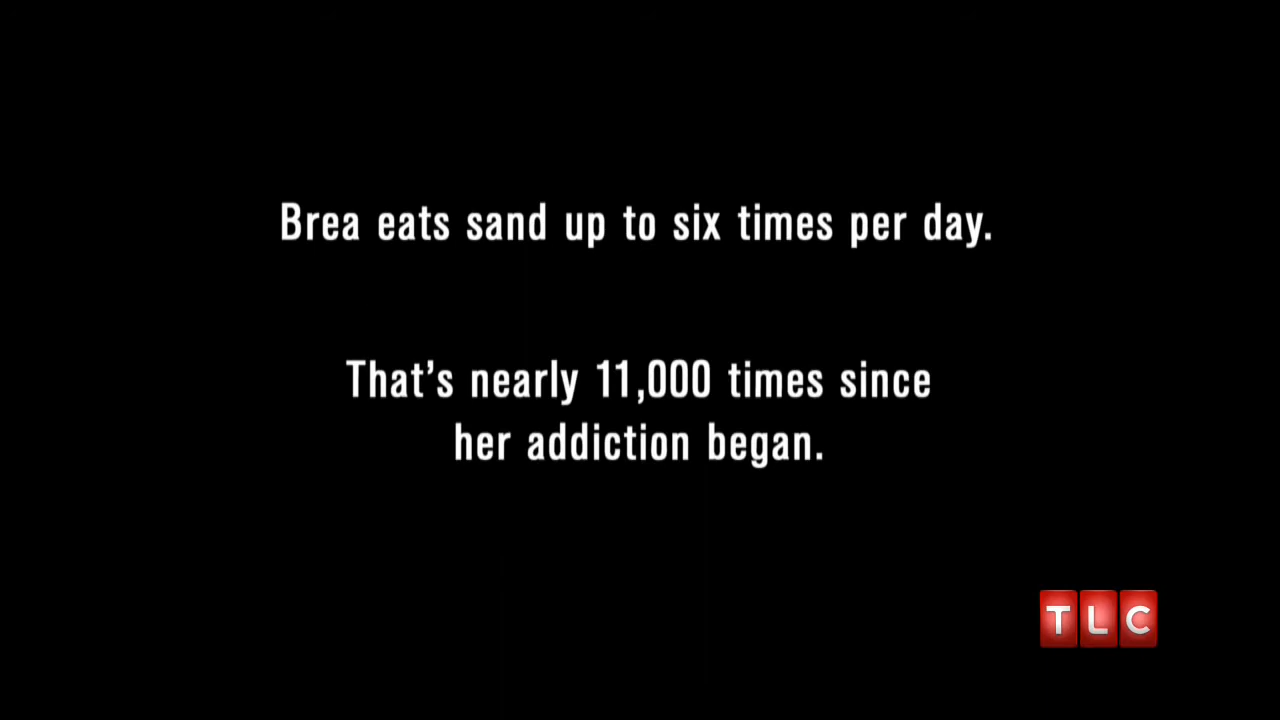 Brea eats sand up to six times per day.
That's nearly 11,000 times since
her addiction began.
TLC